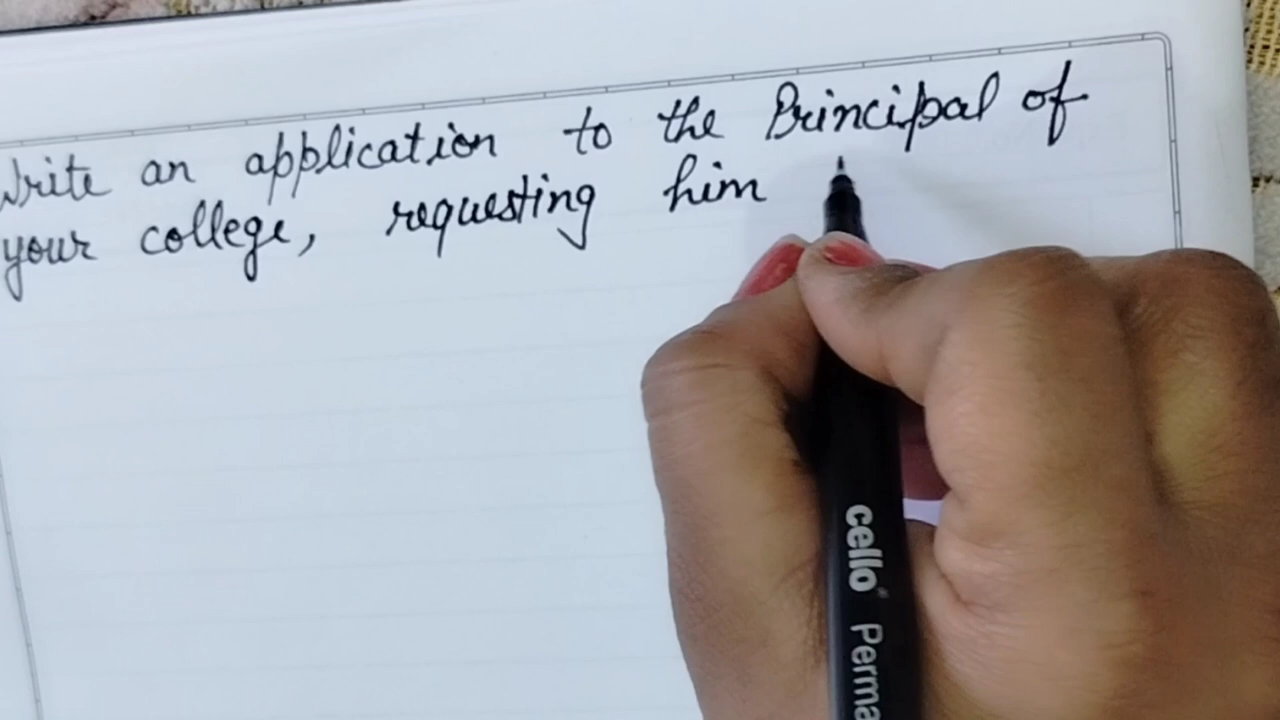 Write an application to the Principal of
your college, requesting him
cello Perma